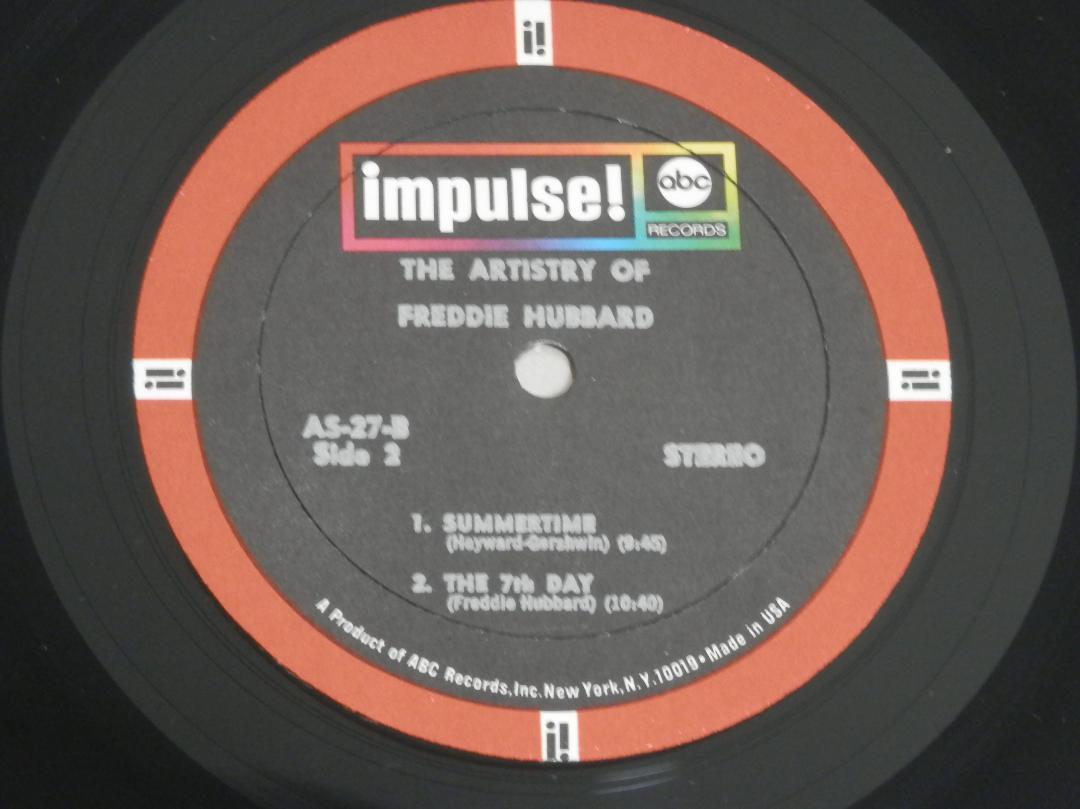 i!
impulse! abc
RECORDS
THE ARTISTRY OF
FREDDIE HUBBARD
i!
i!
AS-27-B
Side 2
STEREO
1. SUMMERTIME
(Heyward-Gershwin) (9:45)
2. THE 7th DAY
(Freddie Hubbard) (10:40)
A Product of ABC Records,Inc.New York,N.Y.10019•Made in USA
i!